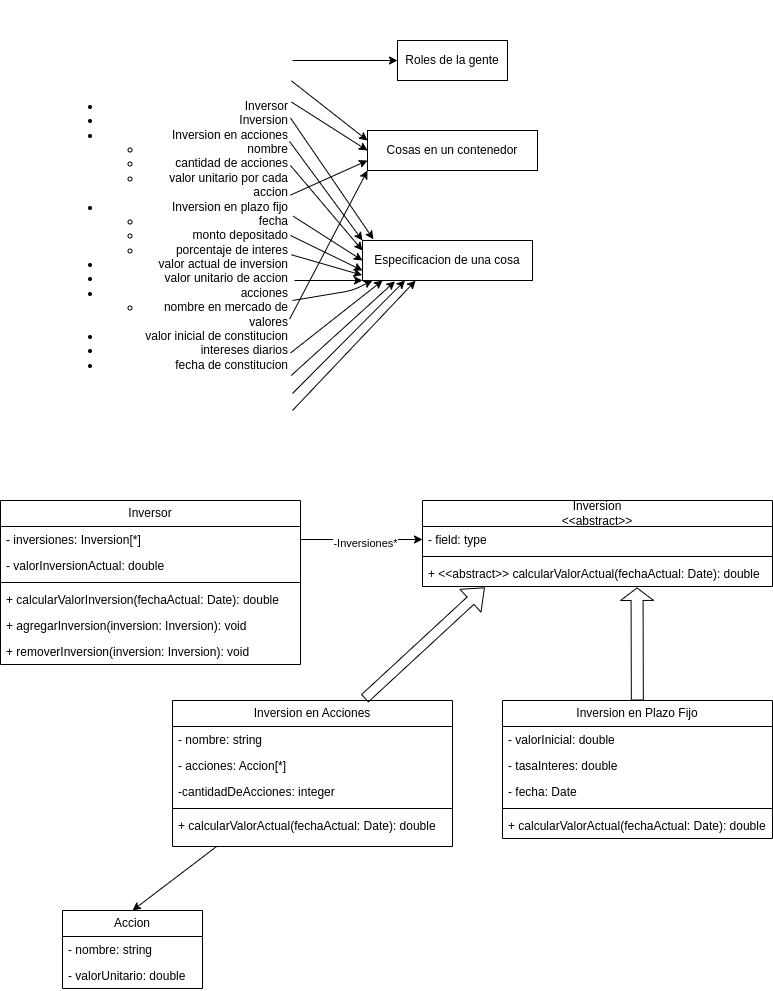 Roles de la gente
Cosas en un contenedor
Especificacion de una cosa
Inversor
Inversion
Inversion en acciones
nombre
cantidad de acciones
valor unitario por cada
accion
Inversion en plazo fijo
fecha
monto depositado
porcentaje de interes
valor actual de inversion
valor unitario de accion
acciones
nombre en mercado de
valores
valor inicial de constitucion
intereses diarios
fecha de constitucion
Inversor
- inversiones: Inversion[*]
- valorInversionActual: double
+ calcularValorInversion(fechaActual: Date): double
+ agregarInversion(inversion: Inversion): void
+ removerInversion(inversion: Inversion): void
-Inversiones*
Inversion
<<abstract>>
- field: type
+ <<abstract>> calcularValorActual(fechaActual: Date): double
Inversion en Acciones
- nombre: string
- acciones: Accion[*]
-cantidadDeAcciones: integer
+ calcularValorActual(fechaActual: Date): double
Inversion en Plazo Fijo
- valorInicial: double
- tasaInteres: double
- fecha: Date
+ calcularValorActual(fechaActual: Date): double
Accion
- nombre: string
- valorUnitario: double